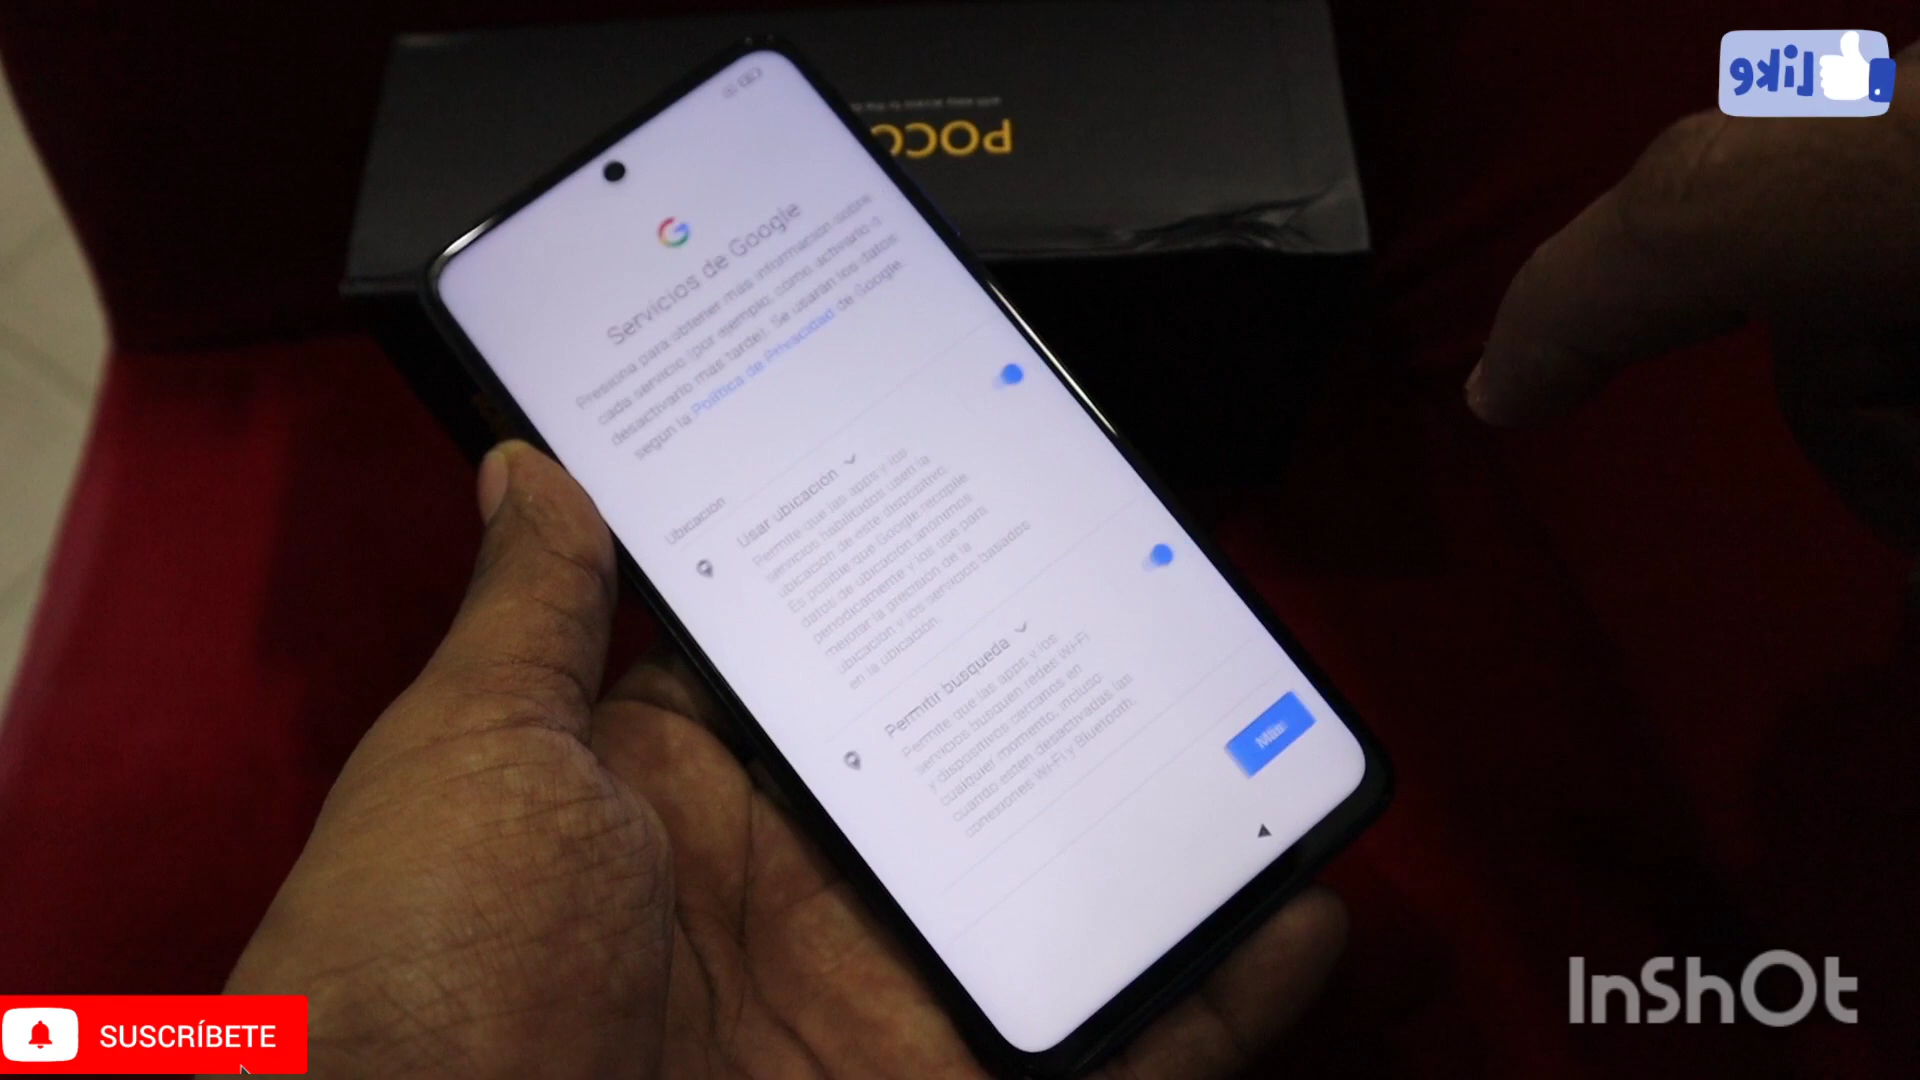 Like
POCO
Servicios de Google
Presiona para obtener más información sobre
cada servicio (por ejemplo, cómo activarlo o
desactivarlo más tarde). Se usarán los datos
según la Política de Privacidad de Google
Ubicación
Usar ubicación
Permite que las apps y los
servicios habilitados usen la
ubicación de este dispositivo.
Es posible que Google recopile
datos de ubicación anónimos
periódicamente y los use para
mejorar la precisión de la
ubicación y los servicios basados
en la ubicación.
Permitir búsqueda
Permite que las apps y los
servicios busquen redes Wi-Fi
y dispositivos cercanos en
cualquier momento, incluso
cuando estén desactivadas las
conexiones Wi-Fi y Bluetooth.
Más
SUSCRÍBETE
InShOt